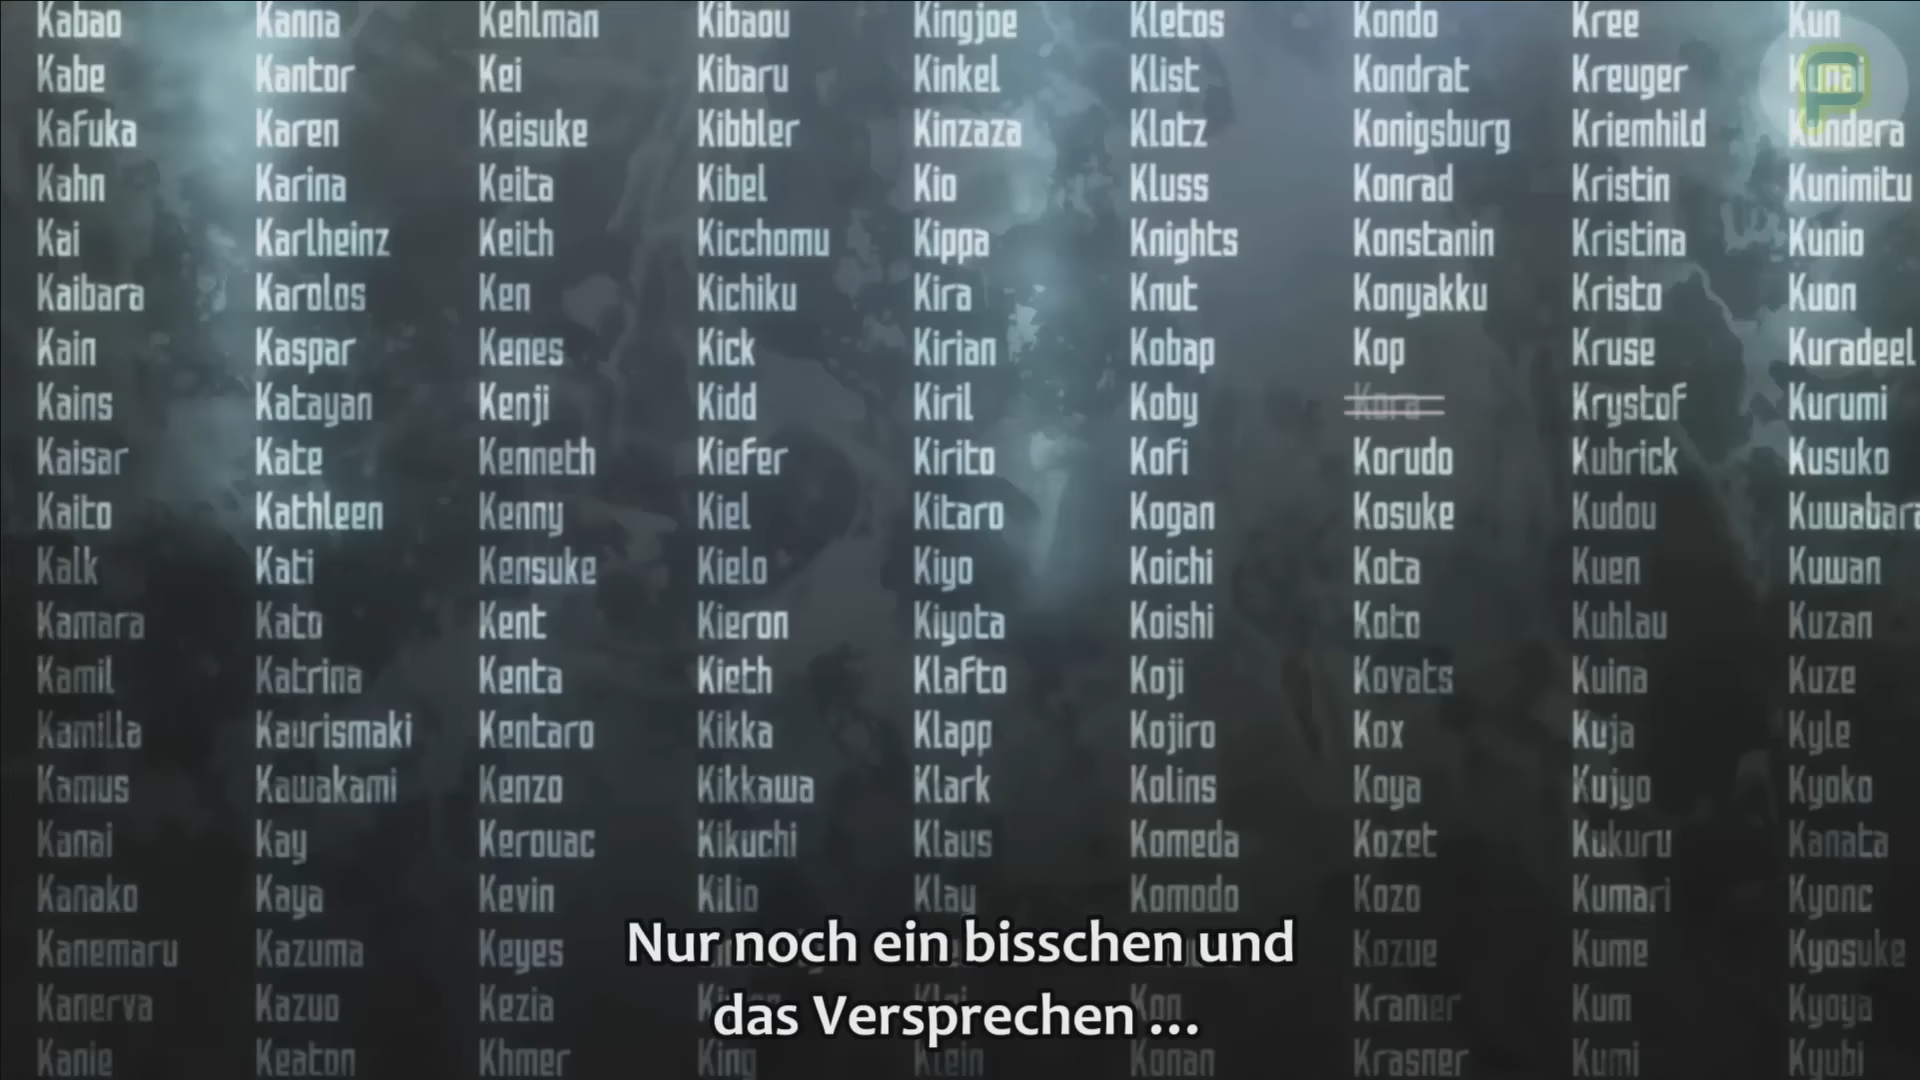 Kabao Kanna Kehlman Kibaou Kingjoe Kletos Kondo Kree Kun
Kabe Kantor Kei Kibaru Kinkel Klist Kondrat Kreuger Kunai
Kafuka Karen Keisuke Kibbler Kinzaza Klotz Konigsburg Kriemhild Kundera
Kahn Karina Keita Kibel Kio Kluss Konrad Kristin Kunimitu
Kai Karlheinz Keith Kicchomu Kippa Knights Konstanin Kristina Kunio
Kaibara Karolos Ken Kichiku Kira Knut Konyakku Kristo Kuon
Kain Kaspar Kenes Kick Kirian Kobap Kop Kruse Kuradeel
Kains Katayan Kenji Kidd Kiril Koby Kora Krystof Kurumi
Kaisar Kate Kenneth Kiefer Kirito Kofi Korudo Kubrick Kusuko
Kaito Kathleen Kenny Kiel Kitaro Kogan Kosuke Kudou Kuwabara
Kalk Kati Kensuke Kielo Kiyo Koichi Kota Kuen Kuwan
Kamara Kato Kent Kieron Kiyota Koishi Koto Kuhlau Kuzan
Kamil Katrina Kenta Kieth Klafto Koji Kovats Kuina Kuze
Kamilla Kaurismaki Kentaro Kikka Klapp Kojiro Kox Kuja Kyle
Kamus Kawakami Kenzo Kikkawa Klark Kolins Koya Kujyo Kyoko
Kanai Kay Kerouac Kikuchi Klaus Komeda Kozet Kukuru Kanata
Kanako Kaya Kevin Kilio Klay Komodo Kozo Kumari Kyonc
Kanemaru Kazuma Keyes Kozue Kume Kyosuke
Kanerva Kazuo Kezia Kramer Kum Kyoya
Kanie Keaton Khmer King Klein Konan Krasner Kumi Kyubi
Nur noch ein bisschen und
das Versprechen ...